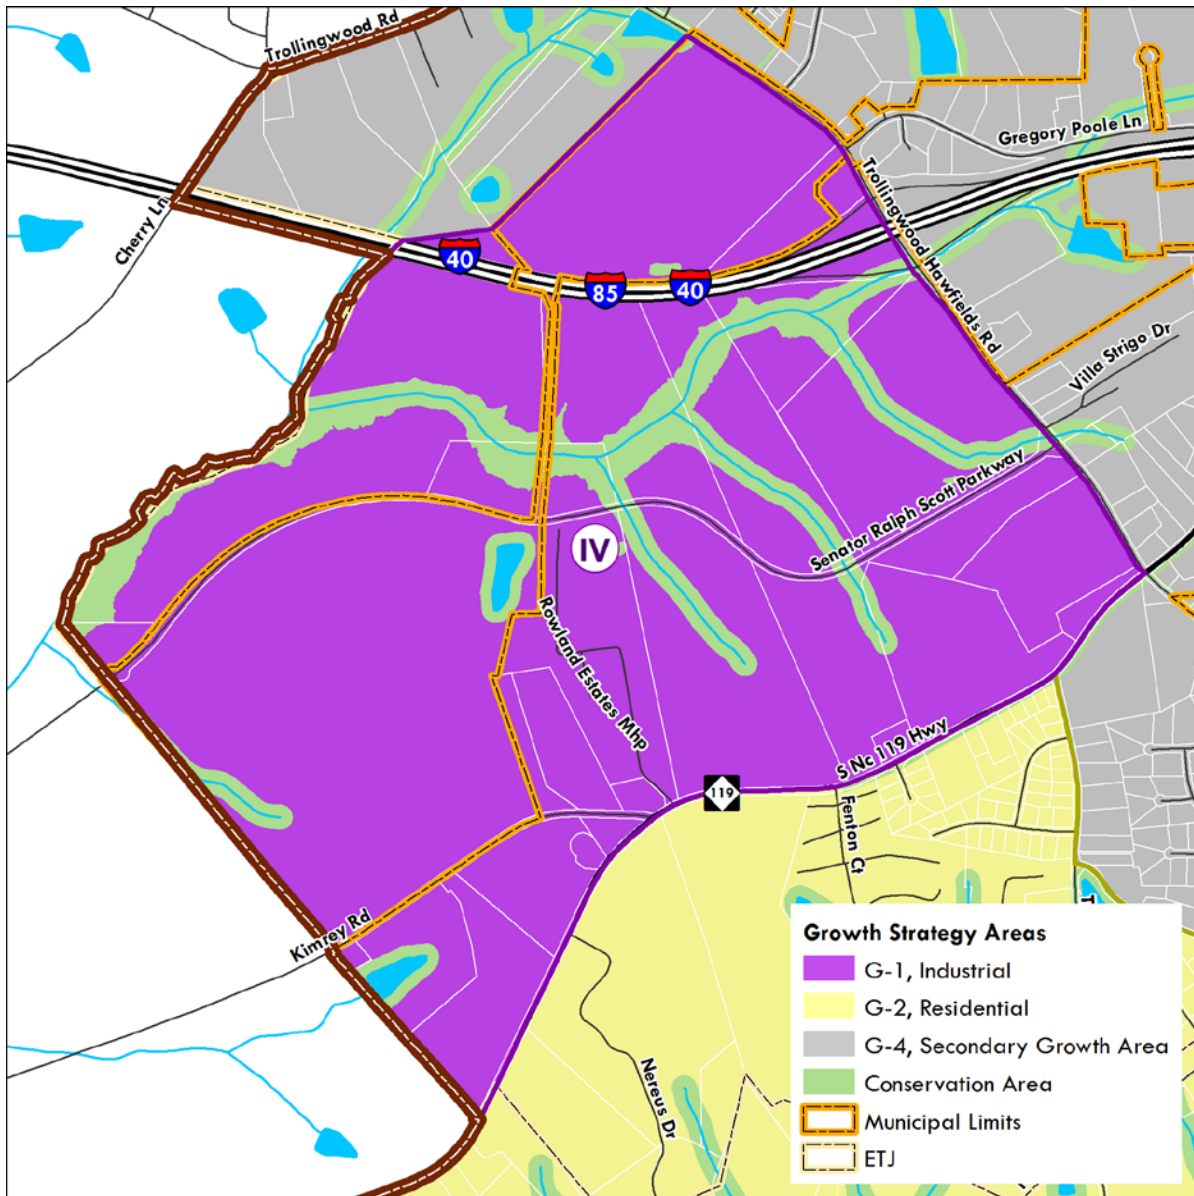 Trollingwood Rd
Gregory Poole Ln
Cherry Ln
Trollingwood Hawfields Rd
40
85
40
Villa Strigo Dr
Senator Ralph Scott Parkway
IV
Rowland Estates Mhp
S Nc 119 Hwy
119
Fenton Ct
Kimrey Rd
Nereus Dr
T
Growth Strategy Areas
G-1, Industrial
G-2, Residential
G-4, Secondary Growth Area
Conservation Area
Municipal Limits
ETJ